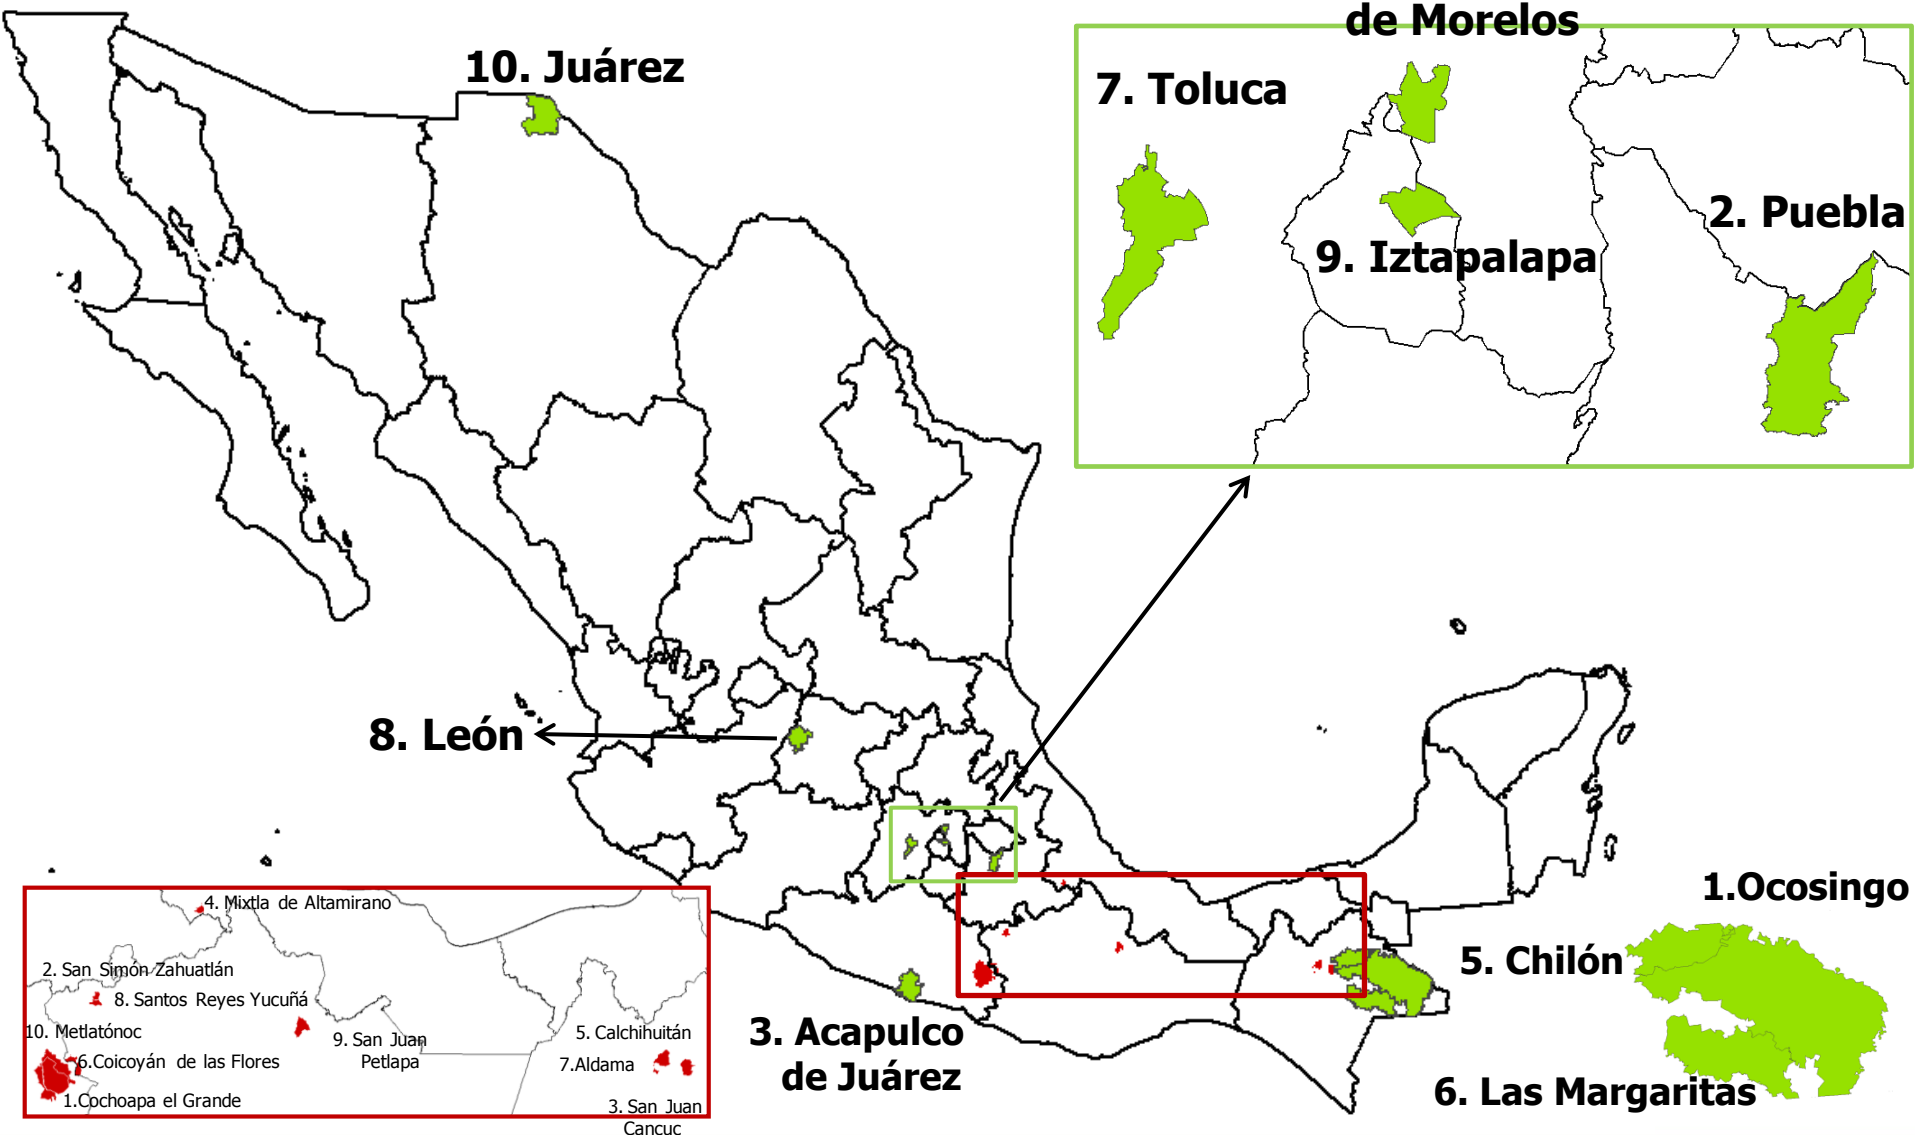 de Morelos
10. Juárez
7. Toluca
2. Puebla
9. Iztapalapa
8. León
1.Ocosingo
5. Chilón
3. Acapulco
de Juárez
6. Las Margaritas
4. Mixtla de Altamirano
2. San Simón Zahuatlán
8. Santos Reyes Yucuñá
10. Metlatónoc
9. San Juan
Petlapa
5. Calchihuitán
6.Coicoyán de las Flores
7.Aldama
1.Cochoapa el Grande
3. San Juan
Cancuc